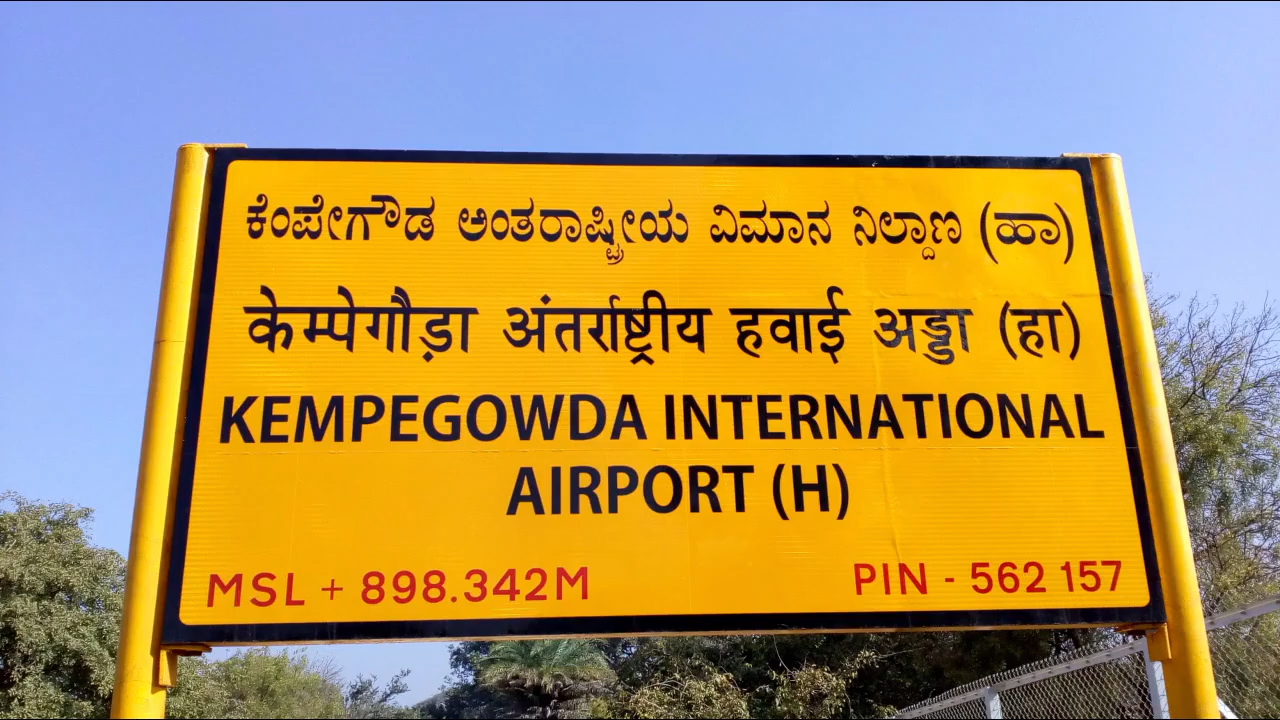 ಕೆಂಪೇಗೌಡ ಅಂತರಾಷ್ಟ್ರೀಯ ವಿಮಾನ ನಿಲ್ದಾಣ (ಹಾ)
केम्पेगौड़ा अंतर्राष्ट्रीय हवाई अड्डा (हा)
KEMPEGOWDA INTERNATIONAL
AIRPORT (H)
MSL + 898.342M PIN - 562 157